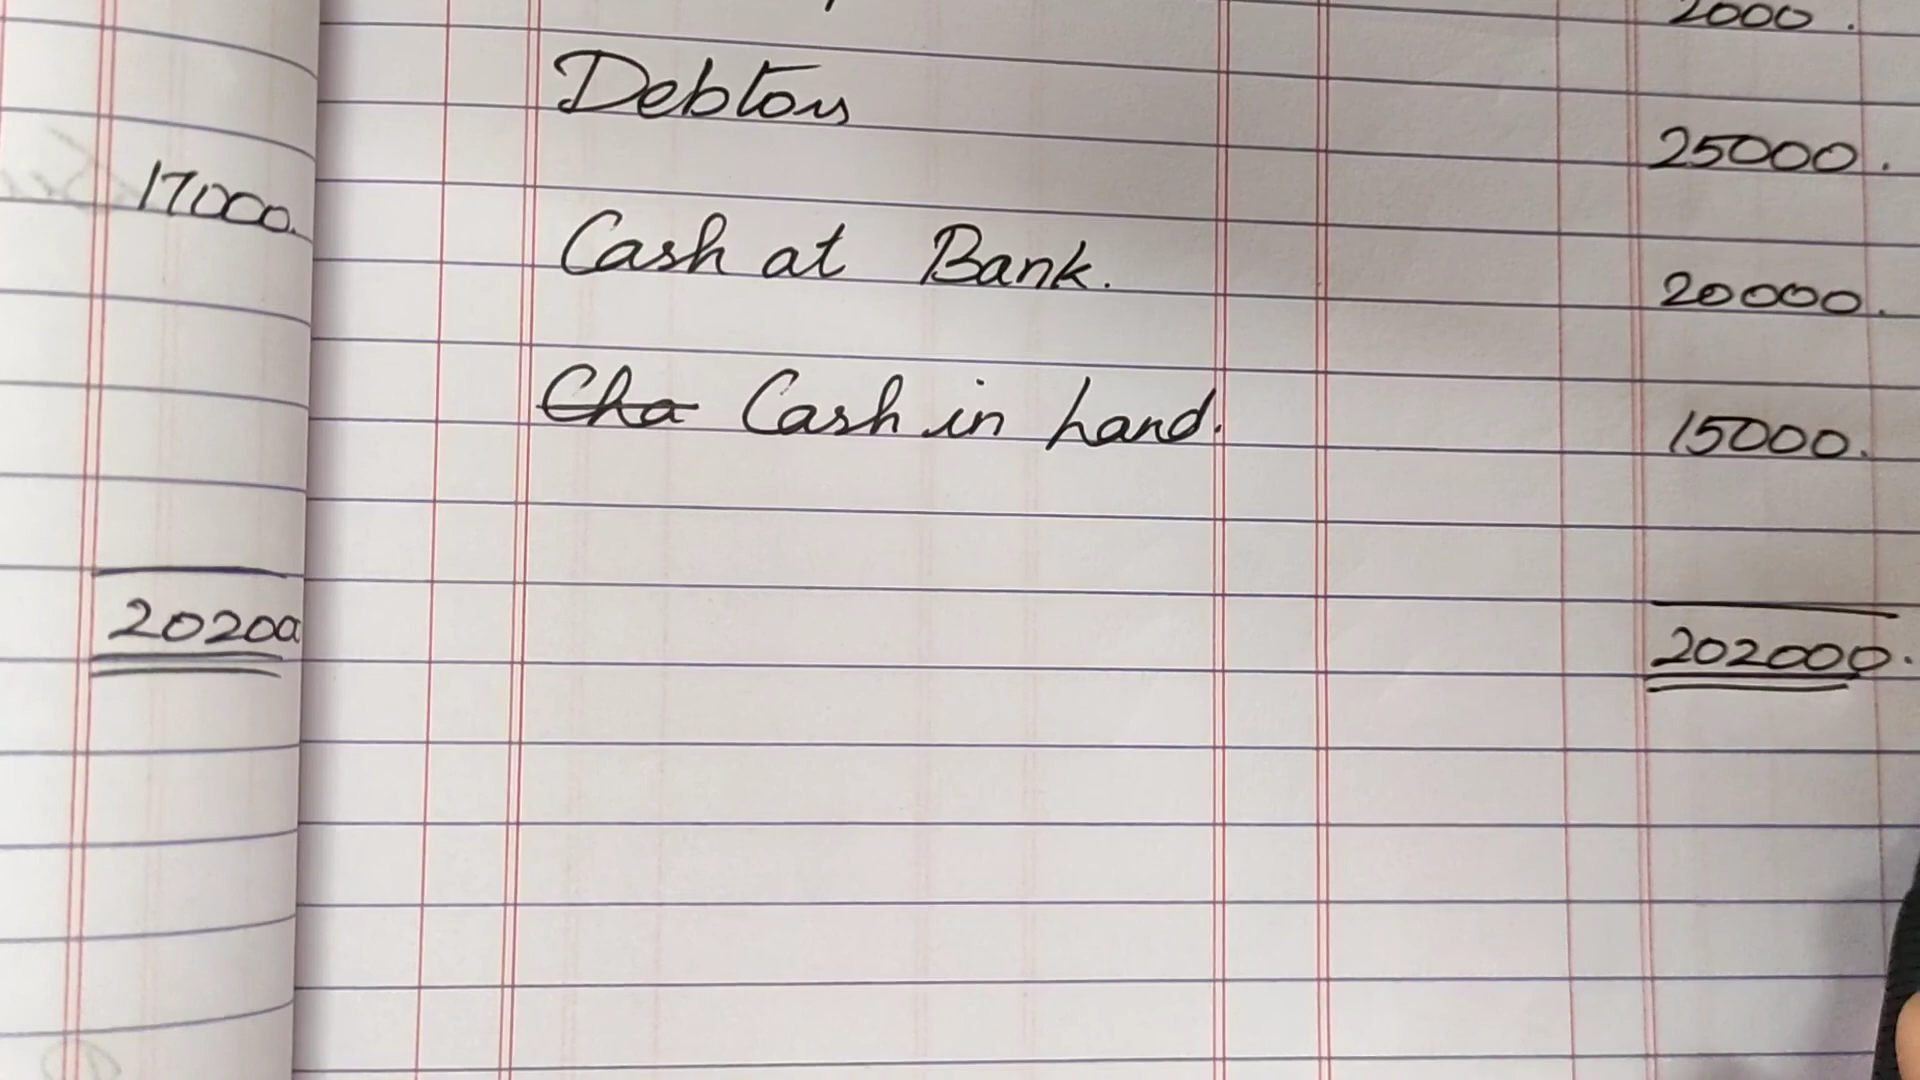 2000.
Debtors 25000.
17000.
Cash at Bank. 20000.
Cha Cash in hand. 15000.
202000
202000.